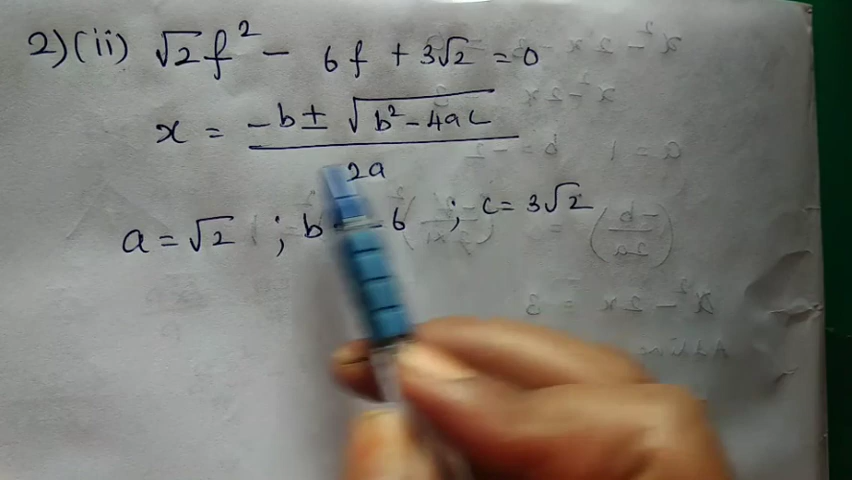 2)(ii) √2f² - 6f + 3√2 = 0
x = -b ± √b² - 4ac / 2a
a = √2 ; b - 6 ; c = 3√2